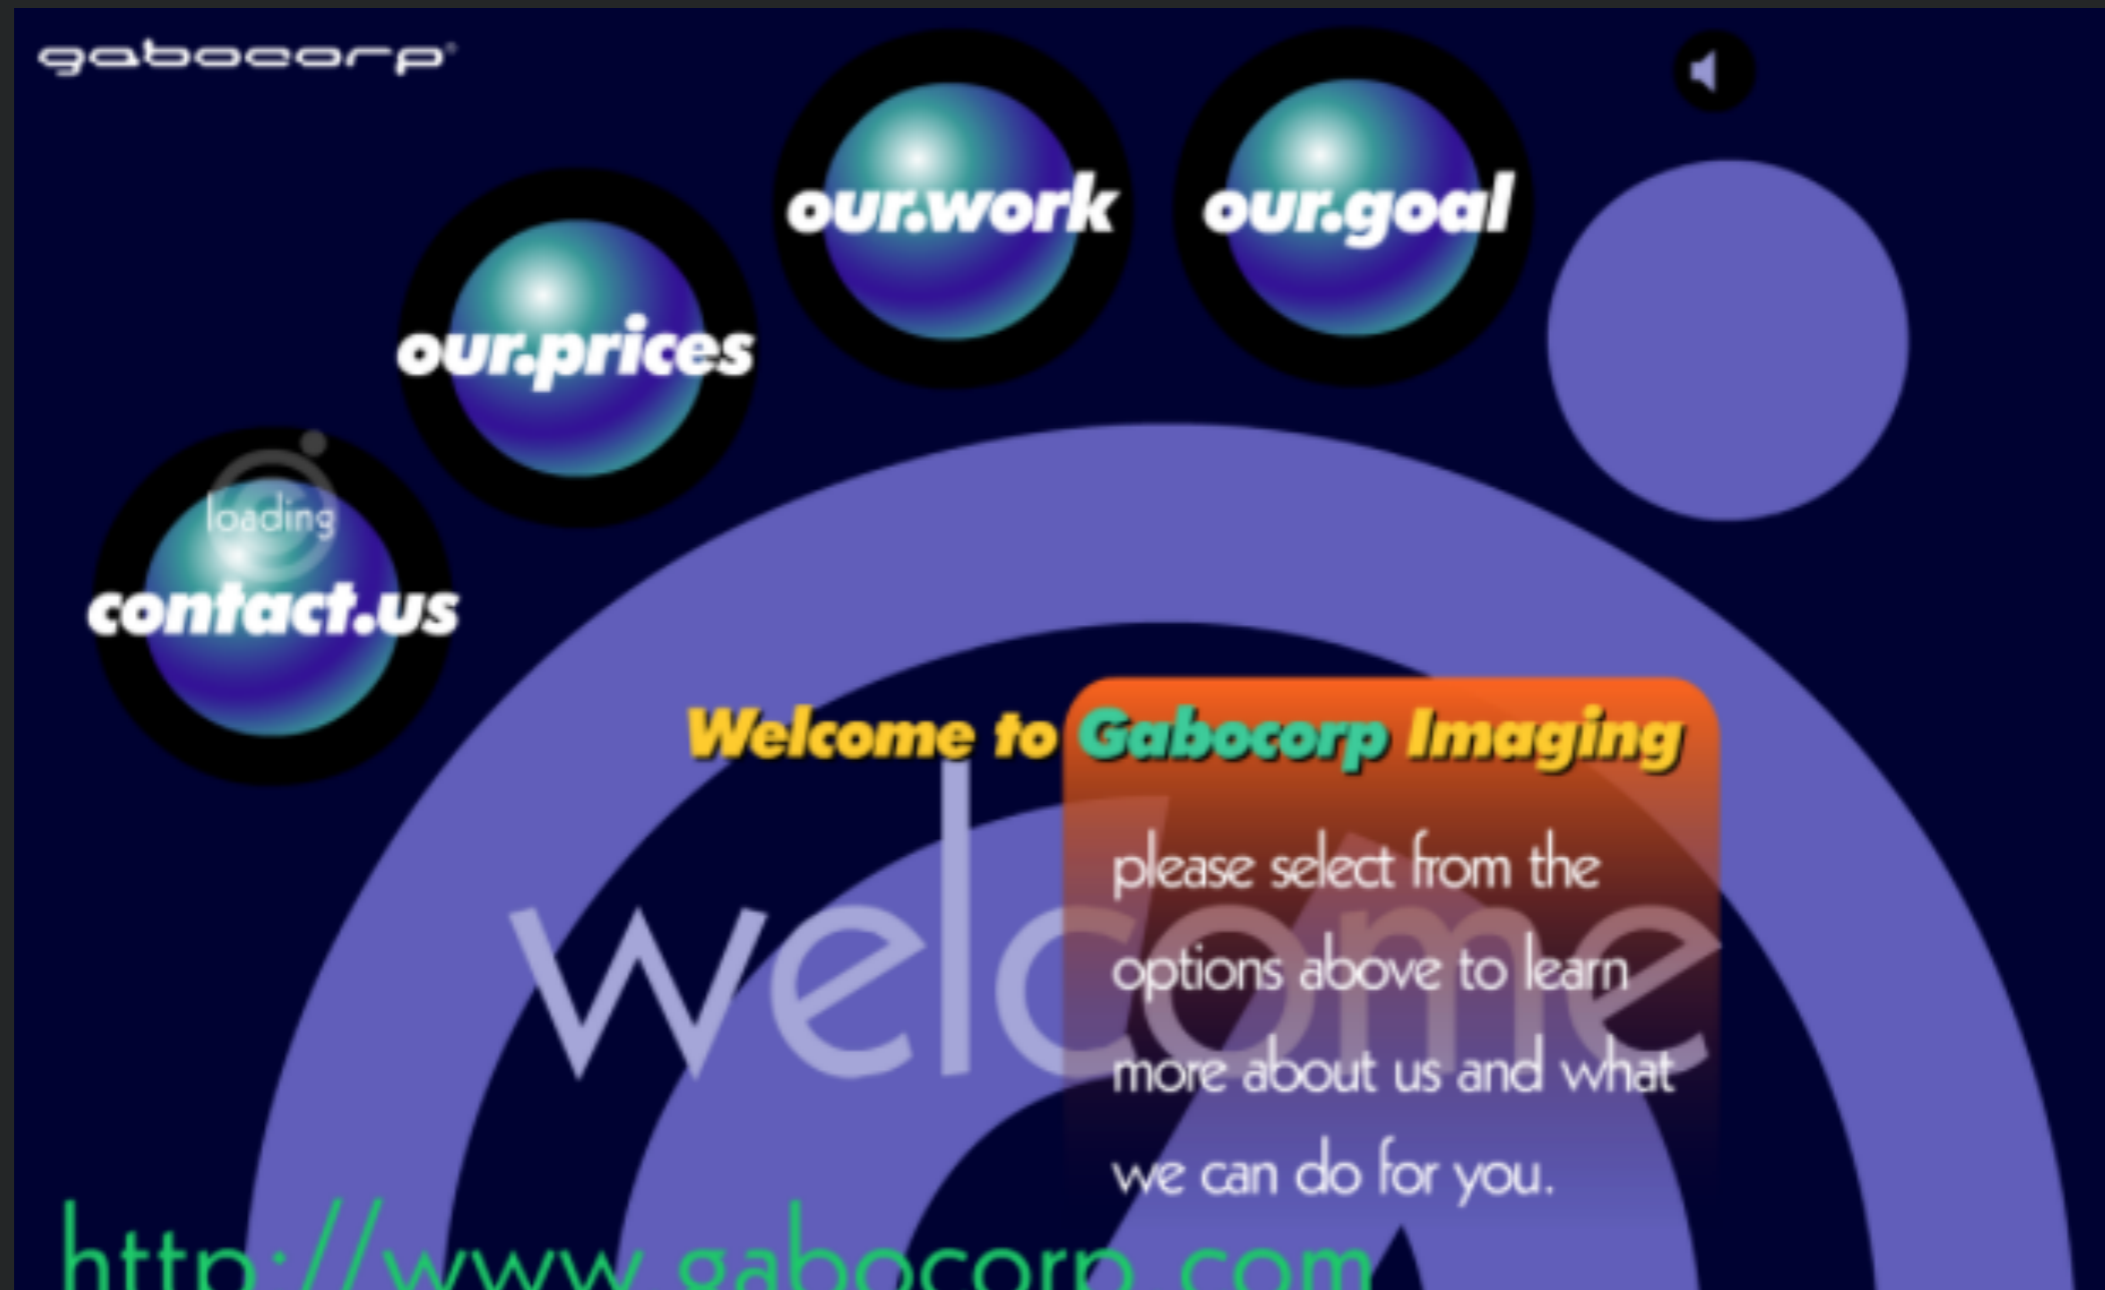 gabocorp®
our.work
our.goal
our.prices
loading
contact.us
Welcome to Gabocorp Imaging
welcome
please select from the
options above to learn
more about us and what
we can do for you.
http://www.gabocorp.com